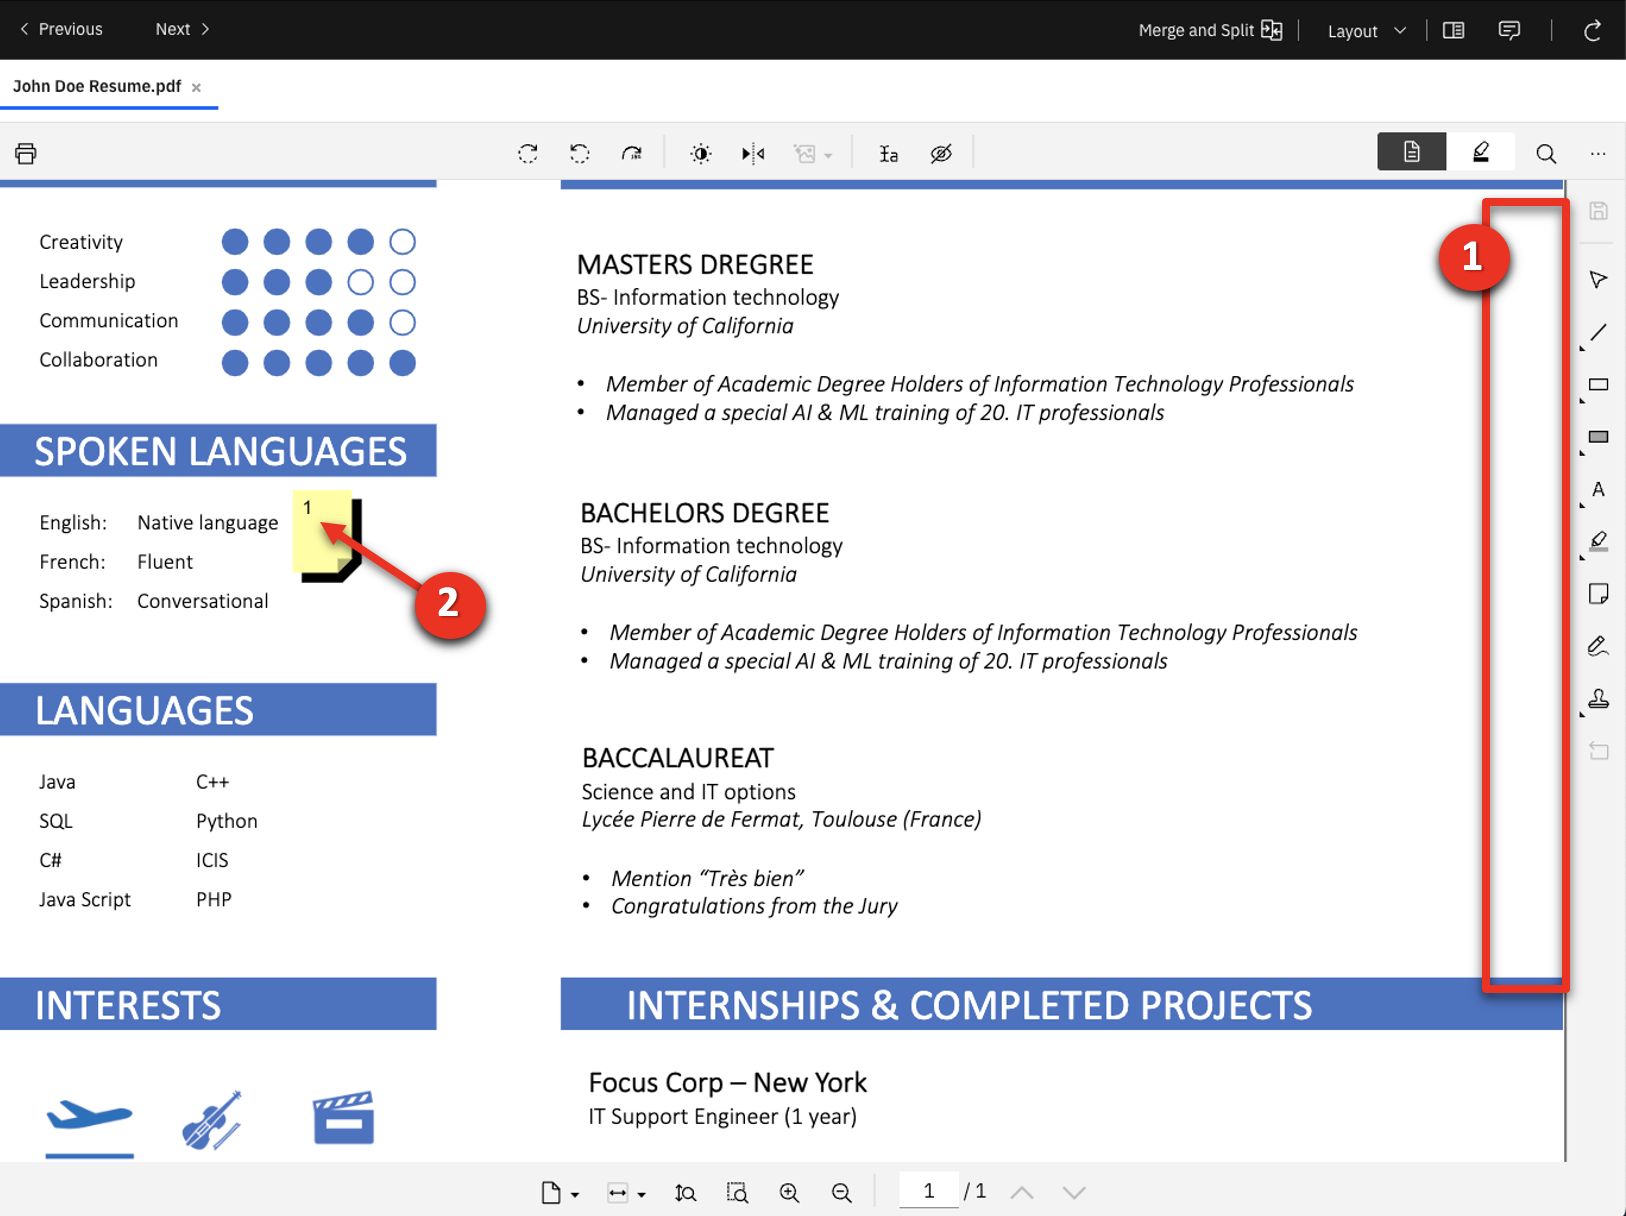 Previous Next Merge and Split Layout
John Doe Resume.pdf
Creativity
Leadership
Communication
Collaboration
SPOKEN LANGUAGES
English: Native language
French: Fluent
Spanish: Conversational
1
2
LANGUAGES
Java C++
SQL Python
C# ICIS
Java Script PHP
INTERESTS
MASTERS DREGREE
BS- Information technology
University of California
• Member of Academic Degree Holders of Information Technology Professionals
• Managed a special AI & ML training of 20. IT professionals
1
BACHELORS DEGREE
BS- Information technology
University of California
• Member of Academic Degree Holders of Information Technology Professionals
• Managed a special AI & ML training of 20. IT professionals
BACCALAUREAT
Science and IT options
Lycée Pierre de Fermat, Toulouse (France)
• Mention “Très bien”
• Congratulations from the Jury
INTERNSHIPS & COMPLETED PROJECTS
Focus Corp – New York
IT Support Engineer (1 year)
1 / 1